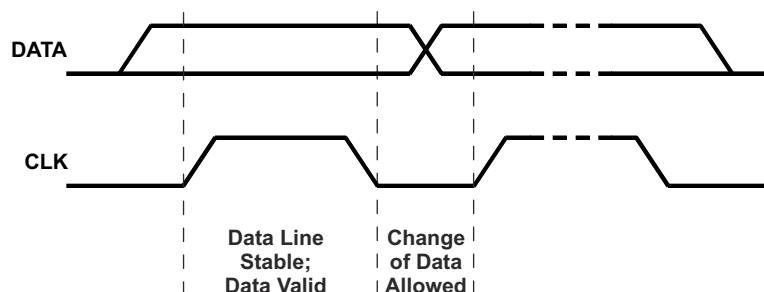 DATA
CLK
Data Line
Stable;
Data Valid
Change
of Data
Allowed